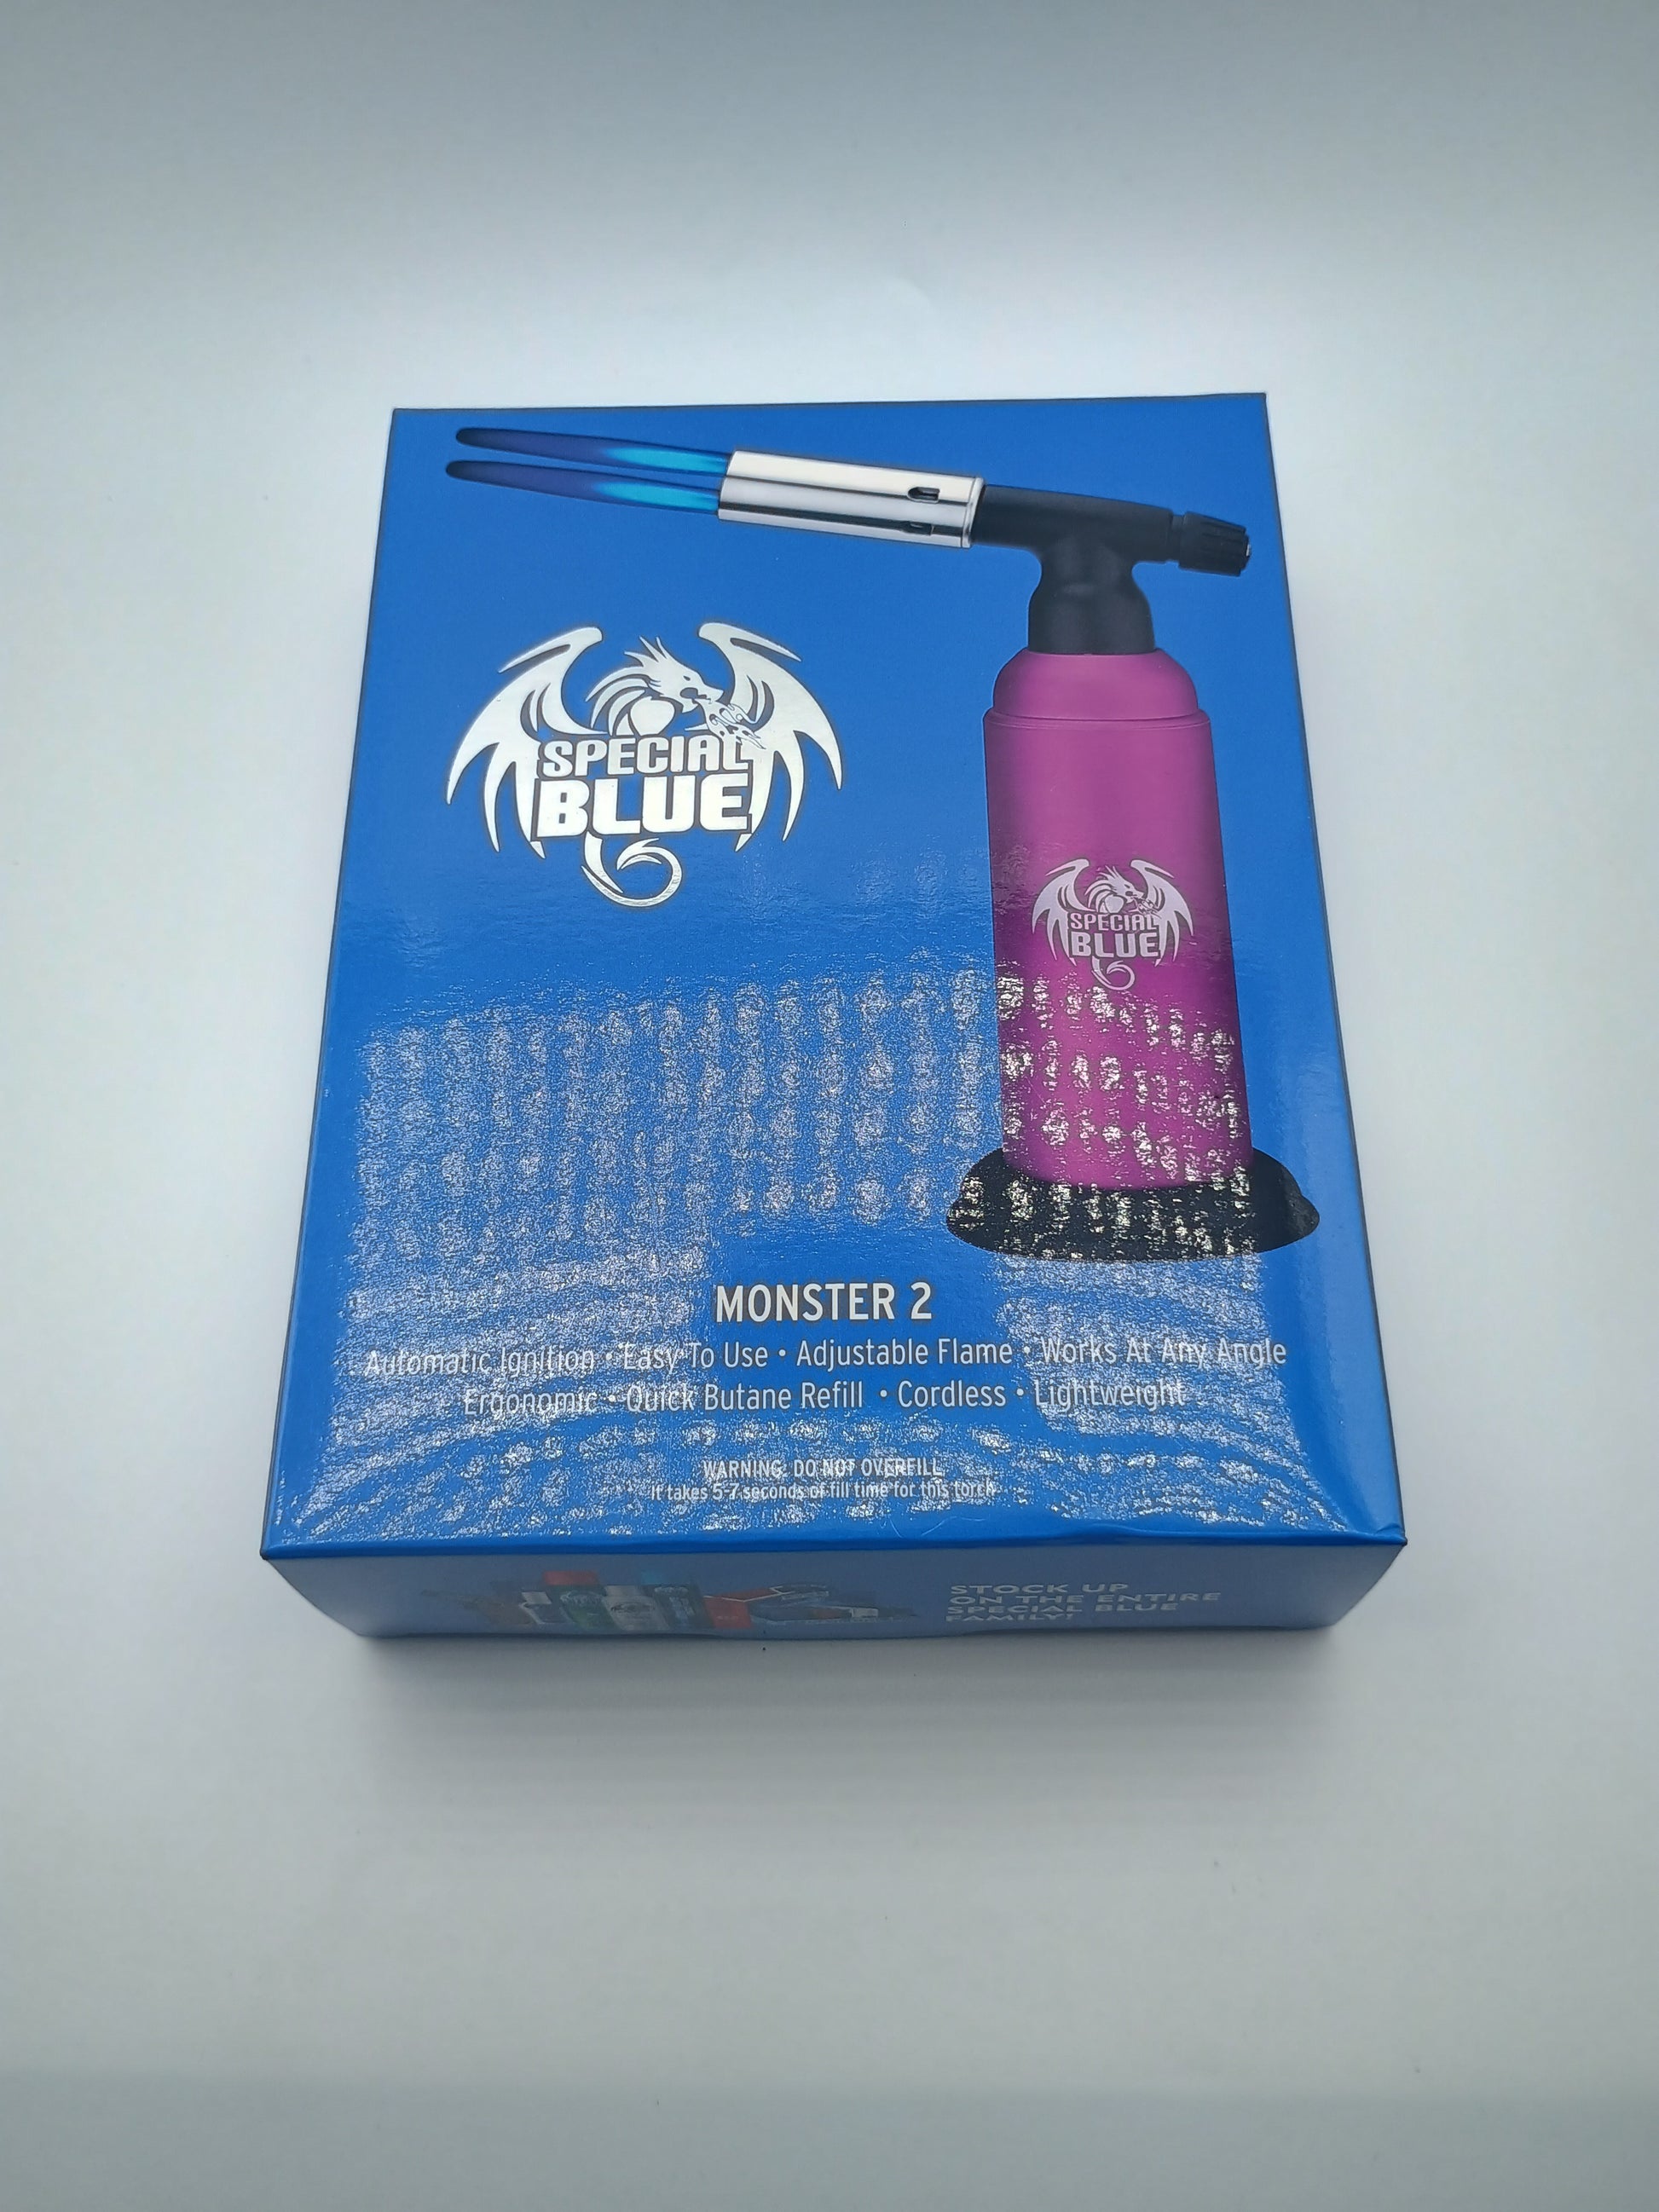 SPECIAL
BLUE
SPECIAL
BLUE
MONSTER 2
Automatic Ignition • Easy To Use • Adjustable Flame • Works At Any Angle
Ergonomic • Quick Butane Refill • Cordless • Lightweight
WARNING: DO NOT OVERFILL
It takes 5-7 seconds of fill time for this torch
STOCK UP
ON THE ENTIRE
SPECIAL BLUE
FAMILY!